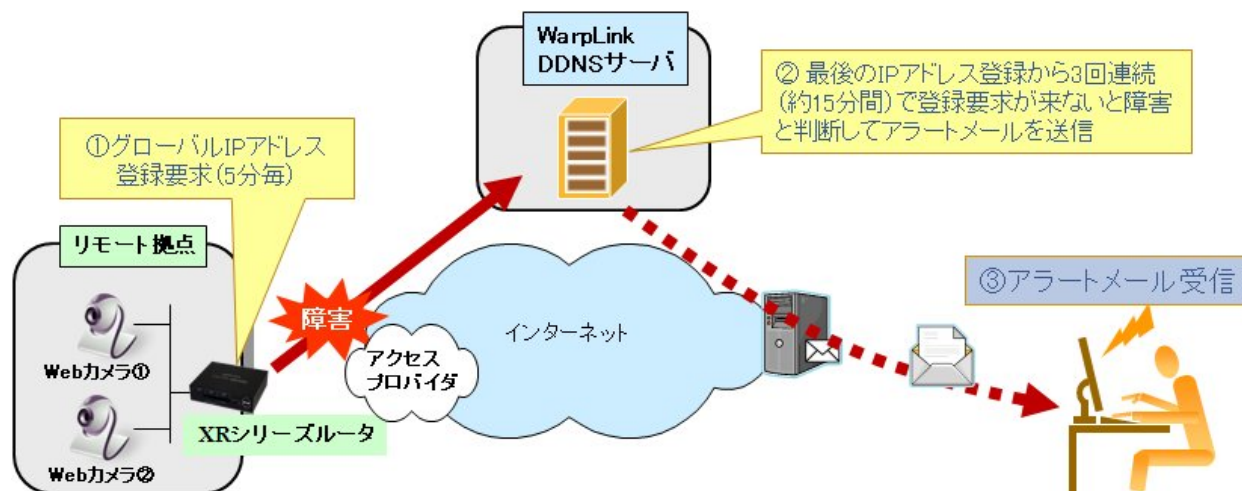 WarpLink
DDNSサーバ
② 最後のIPアドレス登録から3回連続
(約15分間)で登録要求が来ないと障害
と判断してアラートメールを送信
①グローバルIPアドレス
登録要求(5分毎)
リモート拠点
障害
インターネット
③アラートメール受信
アクセス
プロバイダ
Webカメラ①
XRシリーズルータ
Webカメラ②